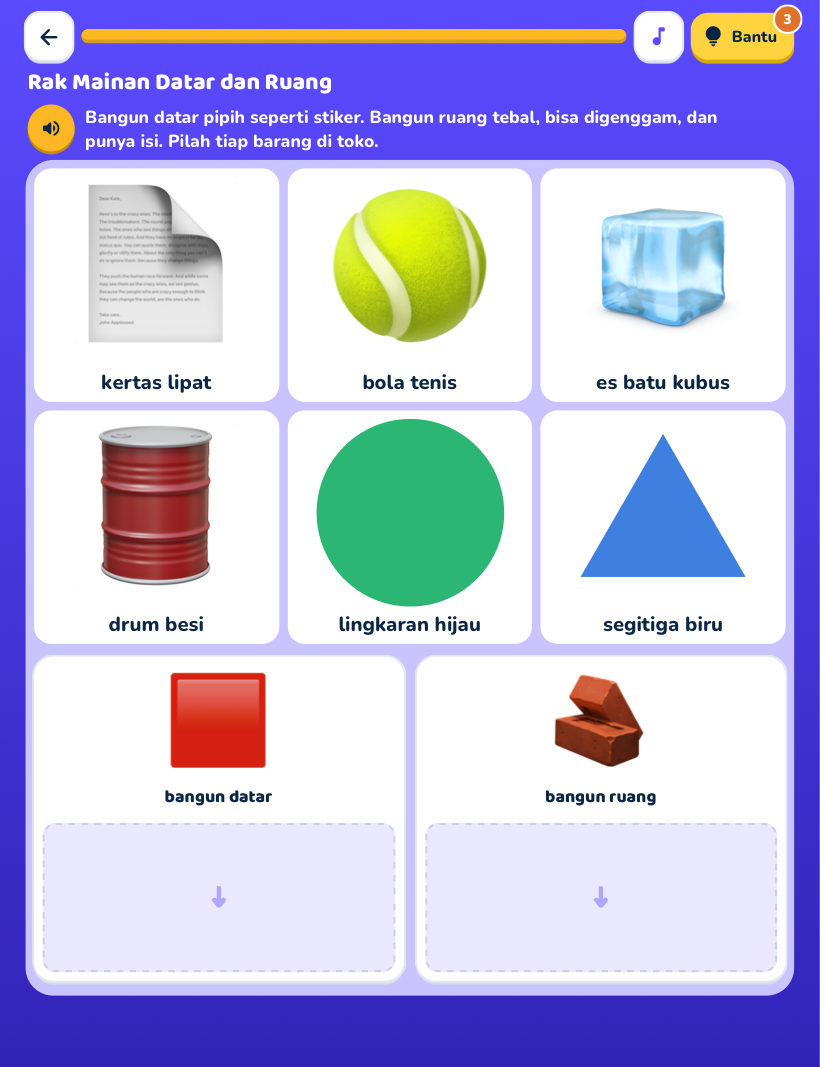 3
Bantu
Rak Mainan Datar dan Ruang
Bangun datar pipih seperti stiker. Bangun ruang tebal, bisa digenggam, dan
punya isi. Pilah tiap barang di toko.
kertas lipat
bola tenis
es batu kubus
drum besi
lingkaran hijau
segitiga biru
bangun datar
bangun ruang